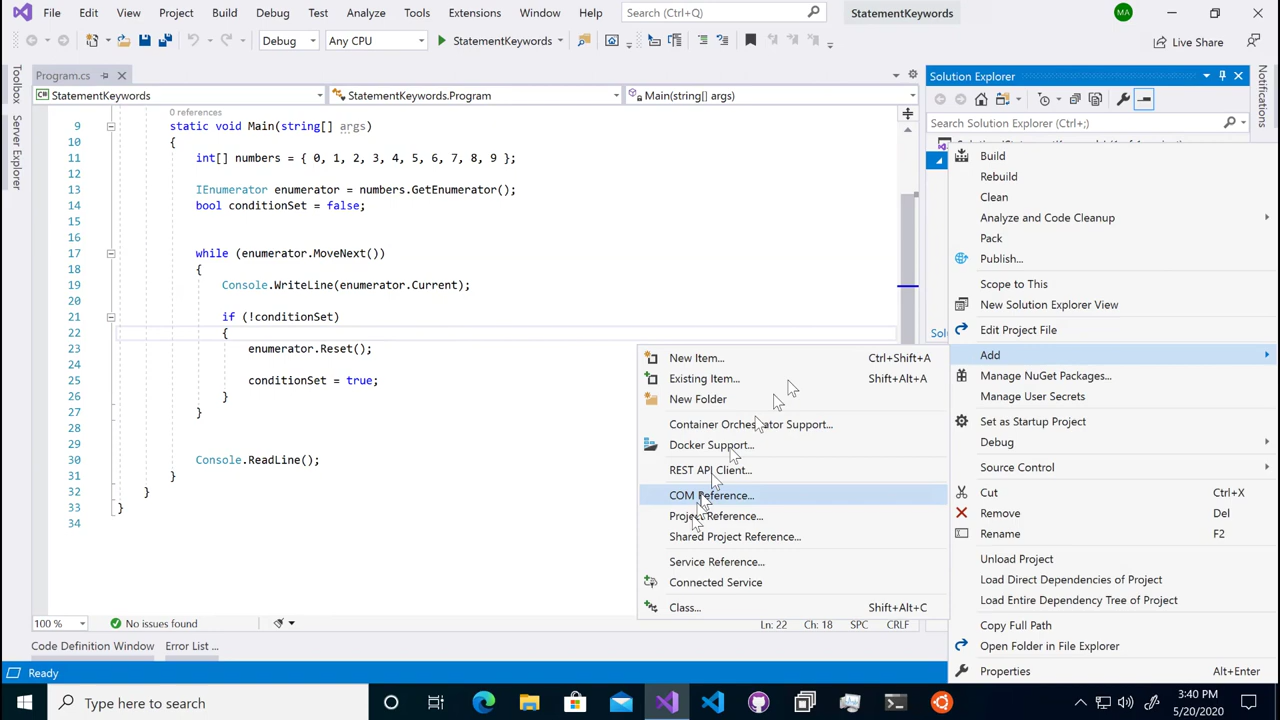 File Edit View Project Build Debug Test Analyze Tools Extensions Window Help Search (Ctrl+Q) StatementKeywords MA
Debug Any CPU StatementKeywords Live Share
Toolbox
Server Explorer
Program.cs
StatementKeywords StatementKeywords.Program Main(string[] args)
0 references
9 static void Main(string[] args)
10 {
11 int[] numbers = { 0, 1, 2, 3, 4, 5, 6, 7, 8, 9 };
12
13 IEnumerator enumerator = numbers.GetEnumerator();
14 bool conditionSet = false;
15
16
17 while (enumerator.MoveNext())
18 {
19 Console.WriteLine(enumerator.Current);
20
21 if (!conditionSet)
22 {
23 enumerator.Reset();
24
25 conditionSet = true;
26 }
27 }
28
29
30 Console.ReadLine();
31 }
32 }
33 }
34
100 % No issues found Ln: 22 Ch: 18 SPC CRLF
Code Definition Window Error List ...
Ready
Solution Explorer
Search Solution Explorer (Ctrl+;)
Notifications
Build
Rebuild
Clean
Analyze and Code Cleanup
Pack
Publish...
Scope to This
New Solution Explorer View
Edit Project File
Add
Manage NuGet Packages...
Manage User Secrets
Set as Startup Project
Debug
Source Control
Cut Ctrl+X
Remove Del
Rename F2
Unload Project
Load Direct Dependencies of Project
Load Entire Dependency Tree of Project
Copy Full Path
Open Folder in File Explorer
Properties Alt+Enter
New Item... Ctrl+Shift+A
Existing Item... Shift+Alt+A
New Folder
Container Orchestrator Support...
Docker Support...
REST API Client...
COM Reference...
Project Reference...
Shared Project Reference...
Service Reference...
Connected Service
Class... Shift+Alt+C
Type here to search
3:40 PM
5/20/2020